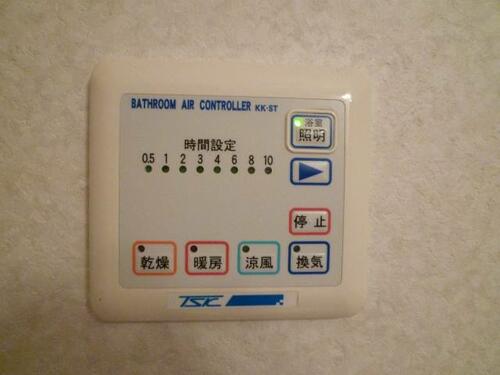 BATHROOM AIR CONTROLLER KK-ST
浴室
照明
時間設定
0.5 1 2 3 4 6 8 10
停止
乾燥 暖房 涼風 換気
TSK